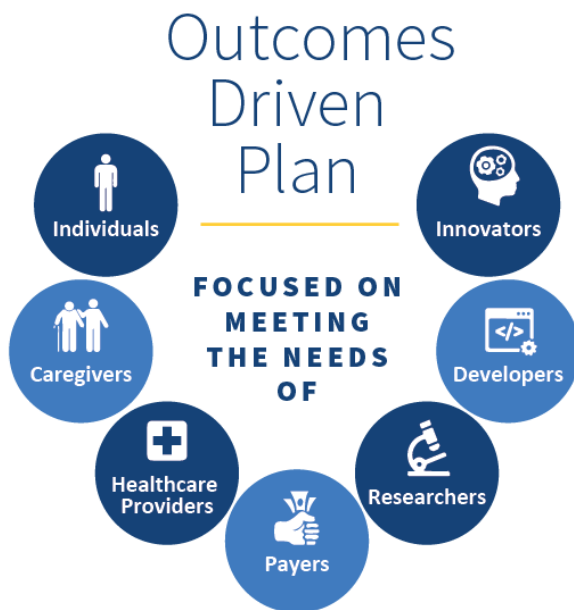 Outcomes
Driven
Plan
FOCUSED ON
MEETING
THE NEEDS
OF
Individuals
Caregivers
Healthcare
Providers
Payers
Researchers
</>
Developers
Innovators